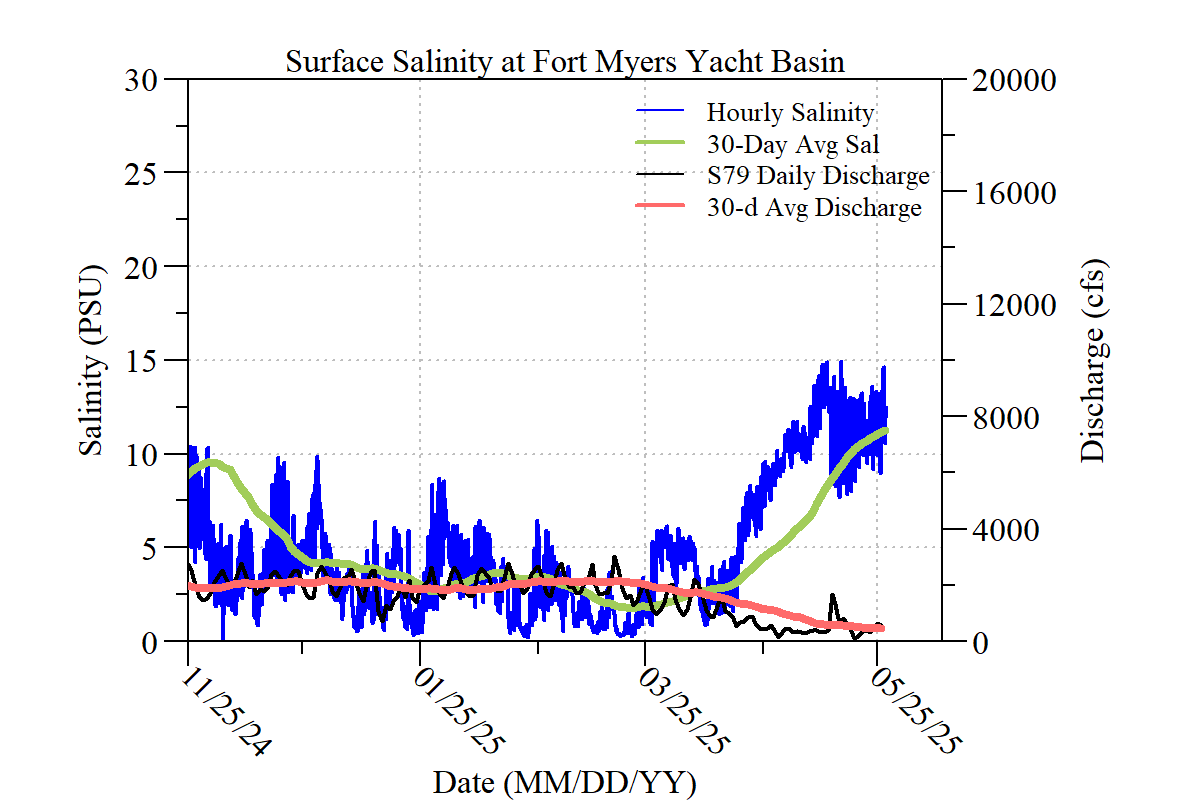 Surface Salinity at Fort Myers Yacht Basin
30
25
20
15
10
5
0
Salinity (PSU)
Hourly Salinity
30-Day Avg Sal
S79 Daily Discharge
30-d Avg Discharge
20000
16000
12000
8000
4000
0
Discharge (cfs)
11/25/24
01/25/25
03/25/25
05/25/25
Date (MM/DD/YY)